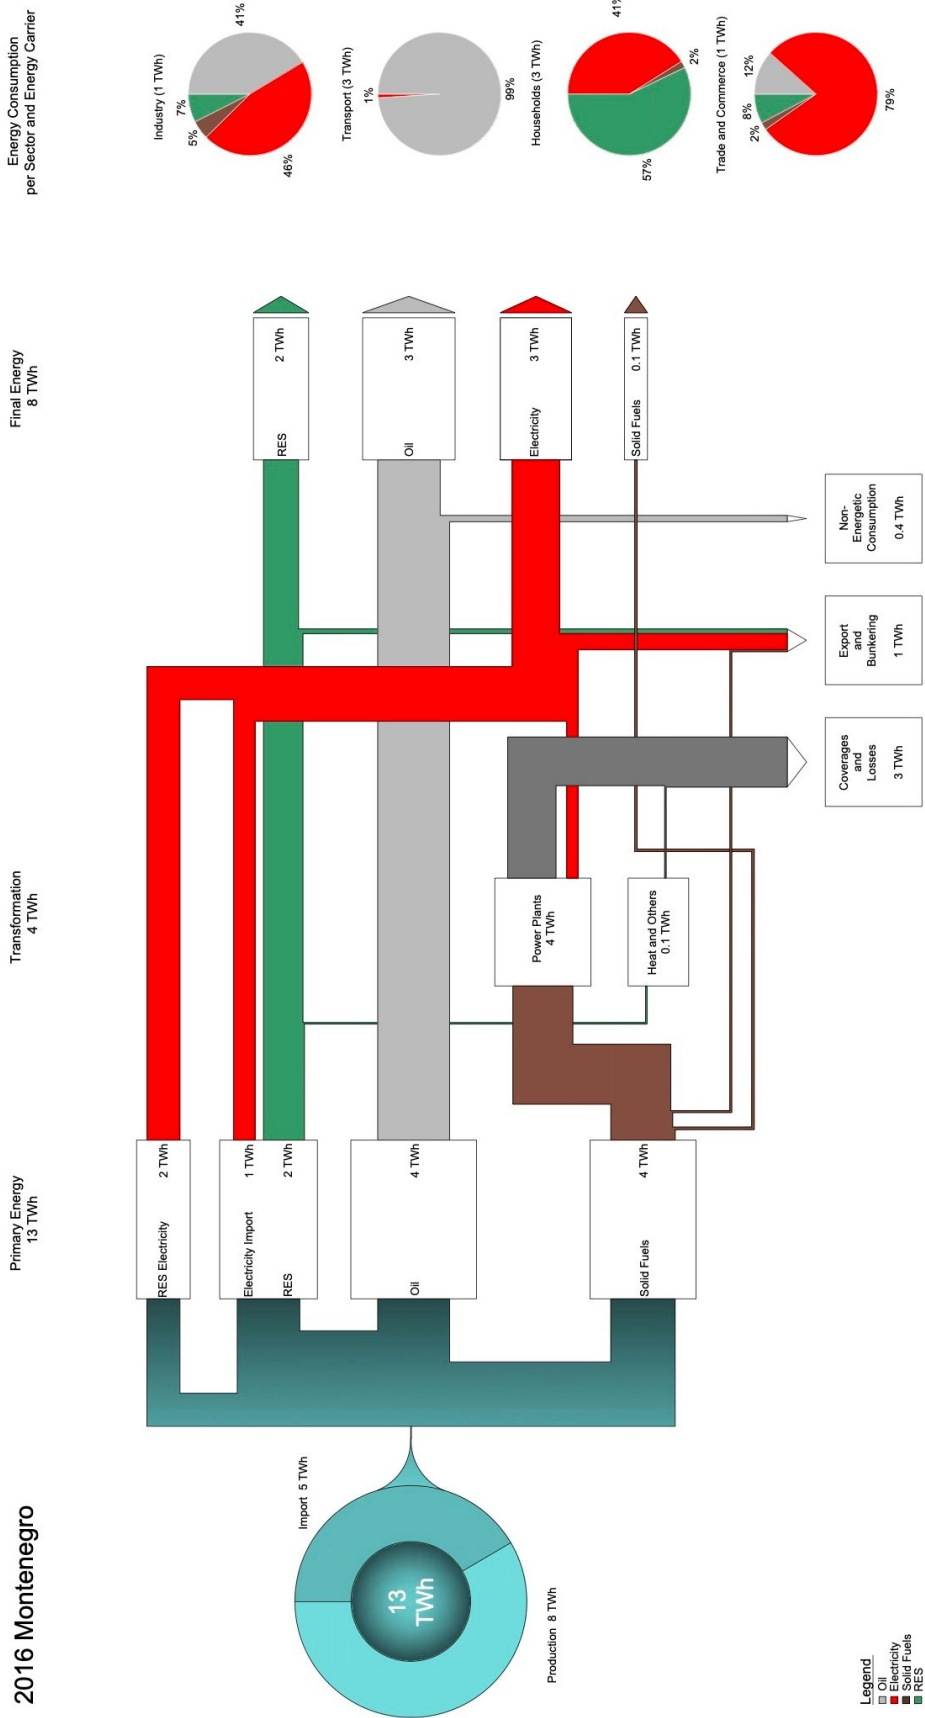 2016 Montenegro
Primary Energy
13 TWh
Transformation
4 TWh
Final Energy
8 TWh
Energy Consumption
per Sector and Energy Carrier
Import 5 TWh
13
TWh
Production 8 TWh
RES Electricity 2 TWh
Electricity Import 1 TWh
RES 2 TWh
Oil 4 TWh
Solid Fuels 4 TWh
Power Plants
4 TWh
Heat and Others
0.1 TWh
RES 2 TWh
Oil 3 TWh
Electricity 3 TWh
Solid Fuels 0.1 TWh
Coverages
and
Losses
3 TWh
Export
and
Bunkering
1 TWh
Non-
Energetic
Consumption
0.4 TWh
Industry (1 TWh)
41%
7%
5%
46%
Transport (3 TWh)
1%
99%
Households (3 TWh)
41%
2%
57%
Trade and Commerce (1 TWh)
12%
8%
2%
79%
Legend
Oil
Electricity
Solid Fuels
RES